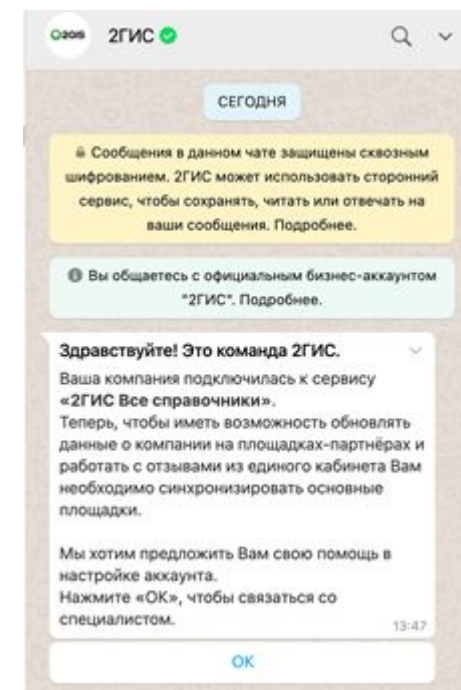 2GIS 2ГИС
СЕГОДНЯ
Сообщения в данном чате защищены сквозным
шифрованием. 2ГИС может использовать сторонний
сервис, чтобы сохранять, читать или отвечать на
ваши сообщения. Подробнее.
Вы общаетесь с официальным бизнес-аккаунтом
"2ГИС". Подробнее.
Здравствуйте! Это команда 2ГИС.
Ваша компания подключилась к сервису
«2ГИС Все справочники».
Теперь, чтобы иметь возможность обновлять
данные о компании на площадках-партнёрах и
работать с отзывами из единого кабинета Вам
необходимо синхронизировать основные
площадки.
Мы хотим предложить Вам свою помощь в
настройке аккаунта.
Нажмите «ОК», чтобы связаться со
специалистом.
13:47
ОК